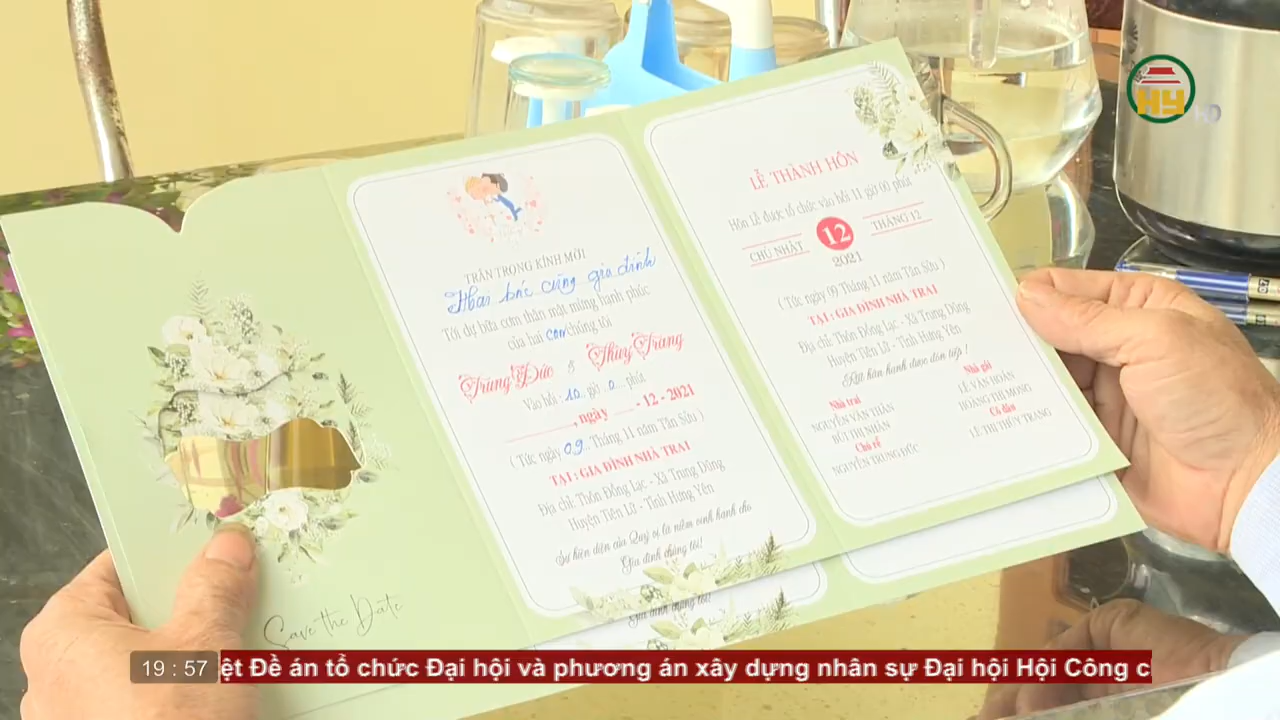 HY HD
TRÂN TRỌNG KÍNH MỜI
Hai bác cùng gia đình
Tới dự bữa cơm thân mật mừng hạnh phúc
của hai con chúng tôi
Trung Đức & Thùy Trang
Vào hồi : 10 giờ 0 phút
, ngày - 12 - 2021
( Tức ngày 09 Tháng 11 năm Tân Sửu )
TẠI : GIA ĐÌNH NHÀ TRAI
Địa chỉ: Thôn Đồng Lạc - Xã Trung Dũng
Huyện Tiên Lữ - Tỉnh Hưng Yên
Sự hiện diện của Quý vị là niềm vinh hạnh cho
Gia đình chúng tôi!
Gia đình chúng tôi!
LỄ THÀNH HÔN
Hôn Lễ được tổ chức vào hồi 11 giờ 00 phút
CHỦ NHẬT 12 THÁNG 12
2021
( Tức ngày 09 Tháng 11 năm Tân Sửu )
TẠI : GIA ĐÌNH NHÀ TRAI
Địa chỉ: Thôn Đồng Lạc - Xã Trung Dũng
Huyện Tiên Lữ - Tỉnh Hưng Yên
Rất hân hạnh được đón tiếp !
Nhà trai
NGUYỄN VĂN THÂN
BÙI THỊ NHÀN
Chú rể
NGUYỄN TRUNG ĐỨC
Nhà gái
LÊ VĂN HOÀN
HOÀNG THỊ MONG
Cô dâu
LÊ THỊ THÙY TRANG
Save the Date
19 : 57
ệt Đề án tổ chức Đại hội và phương án xây dựng nhân sự Đại hội Hội Công c